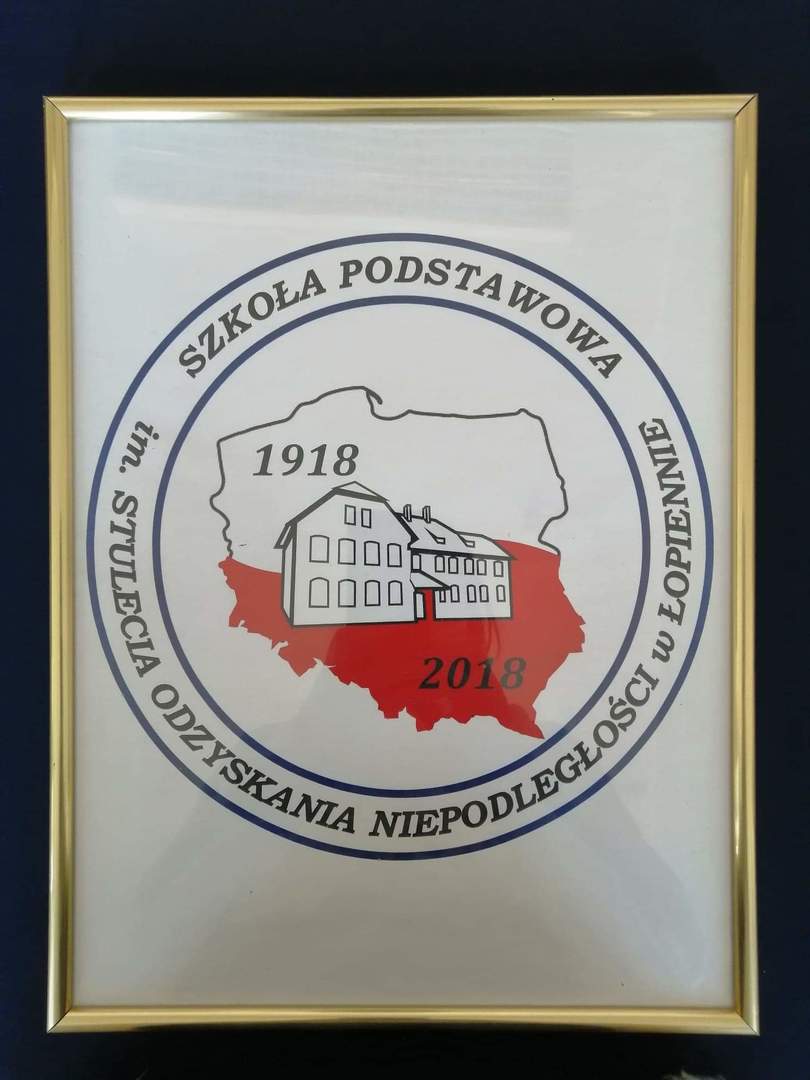 SZKOŁA PODSTAWOWA
im. STULECIA ODZYSKANIA NIEPODLEGŁOŚCI w ŁOPIENNIE
1918
2018